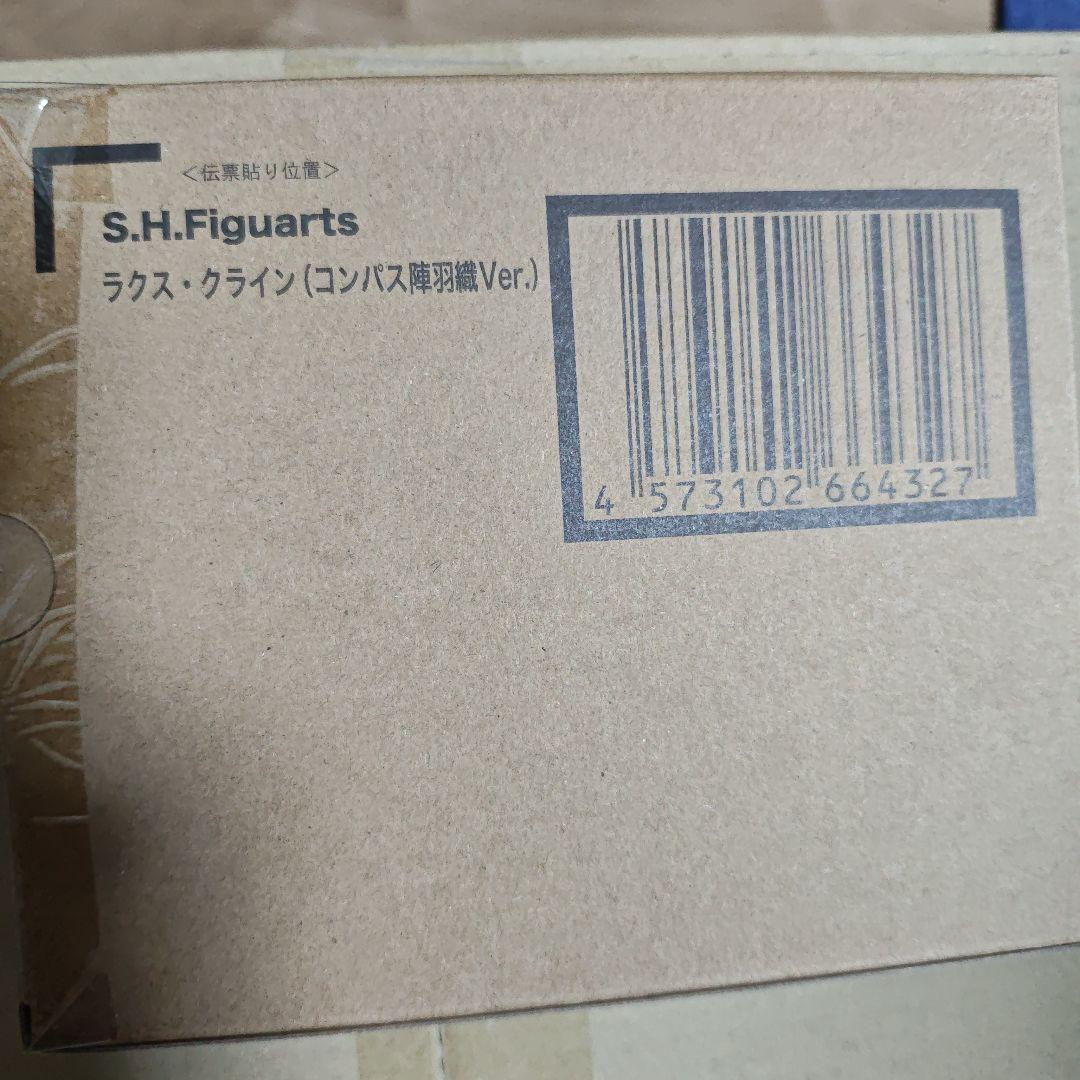 ＜伝票貼り位置＞
S.H.Figuarts
ラクス・クライン(コンパス陣羽織Ver.)
4 573102 664327